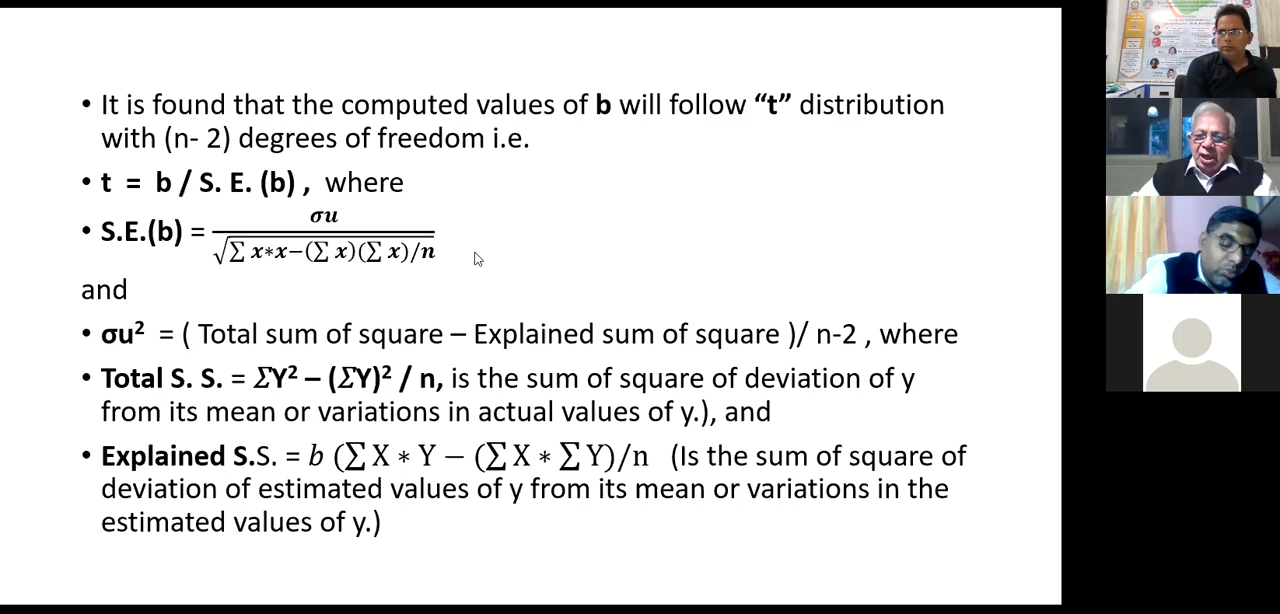 • It is found that the computed values of b will follow “t” distribution
with (n- 2) degrees of freedom i.e.
• t = b / S. E. (b) , where
• S.E.(b) = σu / √∑ x∗x−(∑ x)(∑ x)/n
and
• σu² = ( Total sum of square – Explained sum of square )/ n-2 , where
• Total S. S. = ΣY² – (ΣY)² / n, is the sum of square of deviation of y
from its mean or variations in actual values of y.), and
• Explained S.S. = b (∑ X ∗ Y − (∑ X ∗ ∑ Y)/n (Is the sum of square of
deviation of estimated values of y from its mean or variations in the
estimated values of y.)